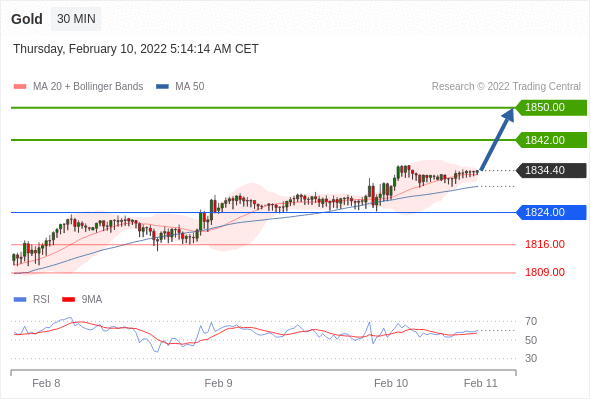 Gold 30 MIN
Thursday, February 10, 2022 5:14:14 AM CET
MA 20 + Bollinger Bands MA 50 Research © 2022 Trading Central
1850.00
1842.00
1834.40
1824.00
1816.00
1809.00
RSI 9MA
70
50
30
Feb 8 Feb 9 Feb 10 Feb 11